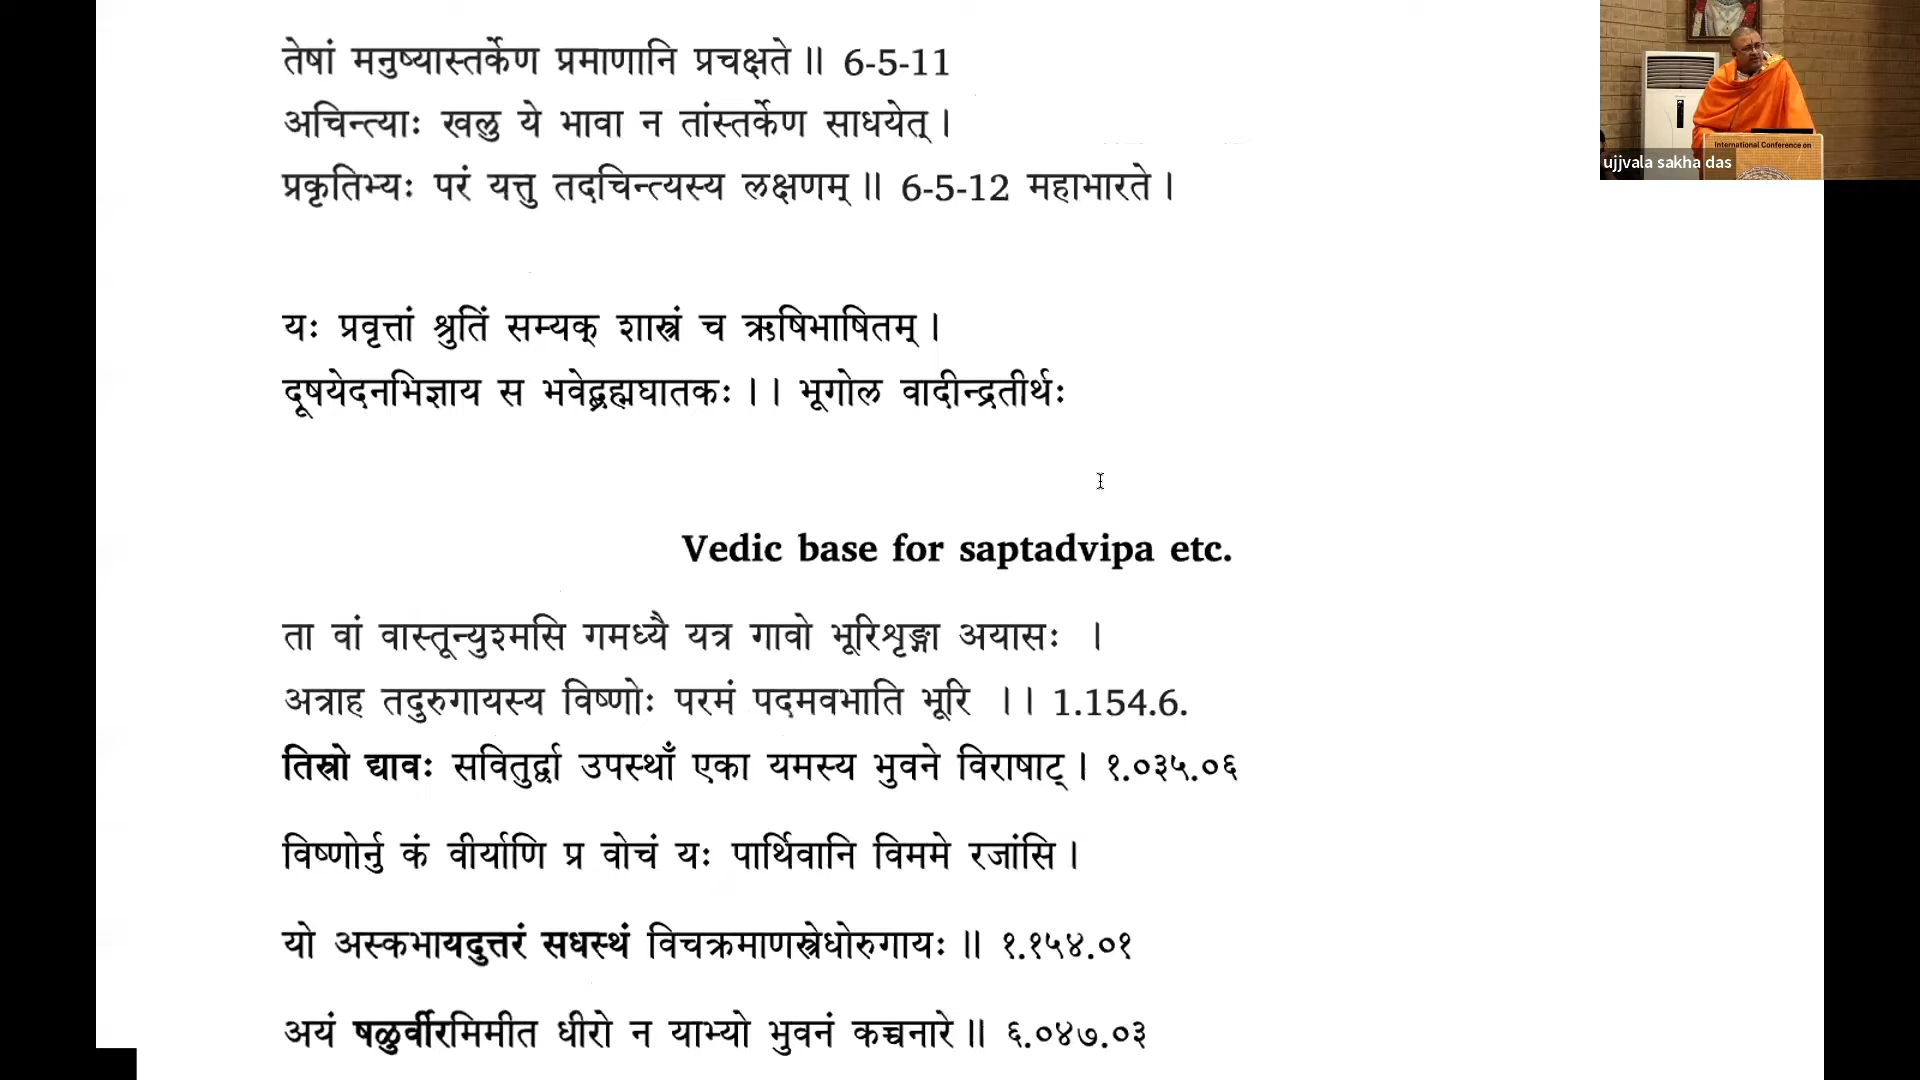 तेषां मनुष्यास्तर्केण प्रमाणानि प्रचक्षते ॥ 6-5-11
अचिन्त्याः खलु ये भावा न तांस्तर्केण साधयेत् ।
प्रकृतिभ्यः परं यत्तु तदचिन्त्यस्य लक्षणम् ॥ 6-5-12 महाभारते ।
यः प्रवृत्तां श्रुतिं सम्यक् शास्त्रं च ऋषिभाषितम् ।
दूषयेदनभिज्ञाय स भवेद्ब्रह्मघातकः ।। भूगोल वादीन्द्रतीर्थः
Vedic base for saptadvipa etc.
ता वां वास्तून्युश्मसि गमध्यै यत्र गावो भूरिशृङ्गा अयासः ।
अत्राह तदुरुगायस्य विष्णोः परमं पदमवभाति भूरि ।। 1.154.6.
तिस्रो द्यावः सवितुर्द्वा उपस्थाँ एका यमस्य भुवने विराषाट् । १.०३५.०६
विष्णोर्नु कं वीर्याणि प्र वोचं यः पार्थिवानि विममे रजांसि ।
यो अस्कभायदुत्तरं सधस्थं विचक्रमाणस्त्रेधोरुगायः ॥ १.१५४.०१
अयं षळुर्वीरमिमीत धीरो न याभ्यो भुवनं कच्चनारे ॥ ६.०४७.०३
International Conference on
ujjvala sakha das